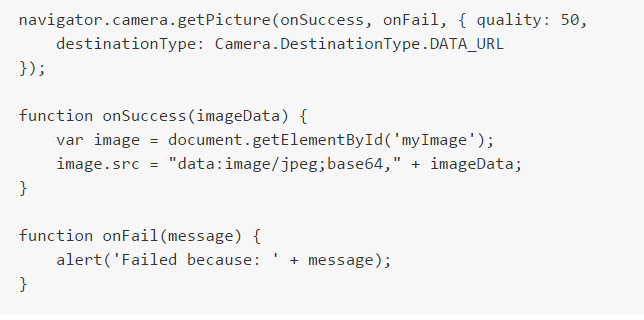 navigator.camera.getPicture(onSuccess, onFail, { quality: 50,
    destinationType: Camera.DestinationType.DATA_URL
});

function onSuccess(imageData) {
    var image = document.getElementById('myImage');
    image.src = "data:image/jpeg;base64," + imageData;
}

function onFail(message) {
    alert('Failed because: ' + message);
}